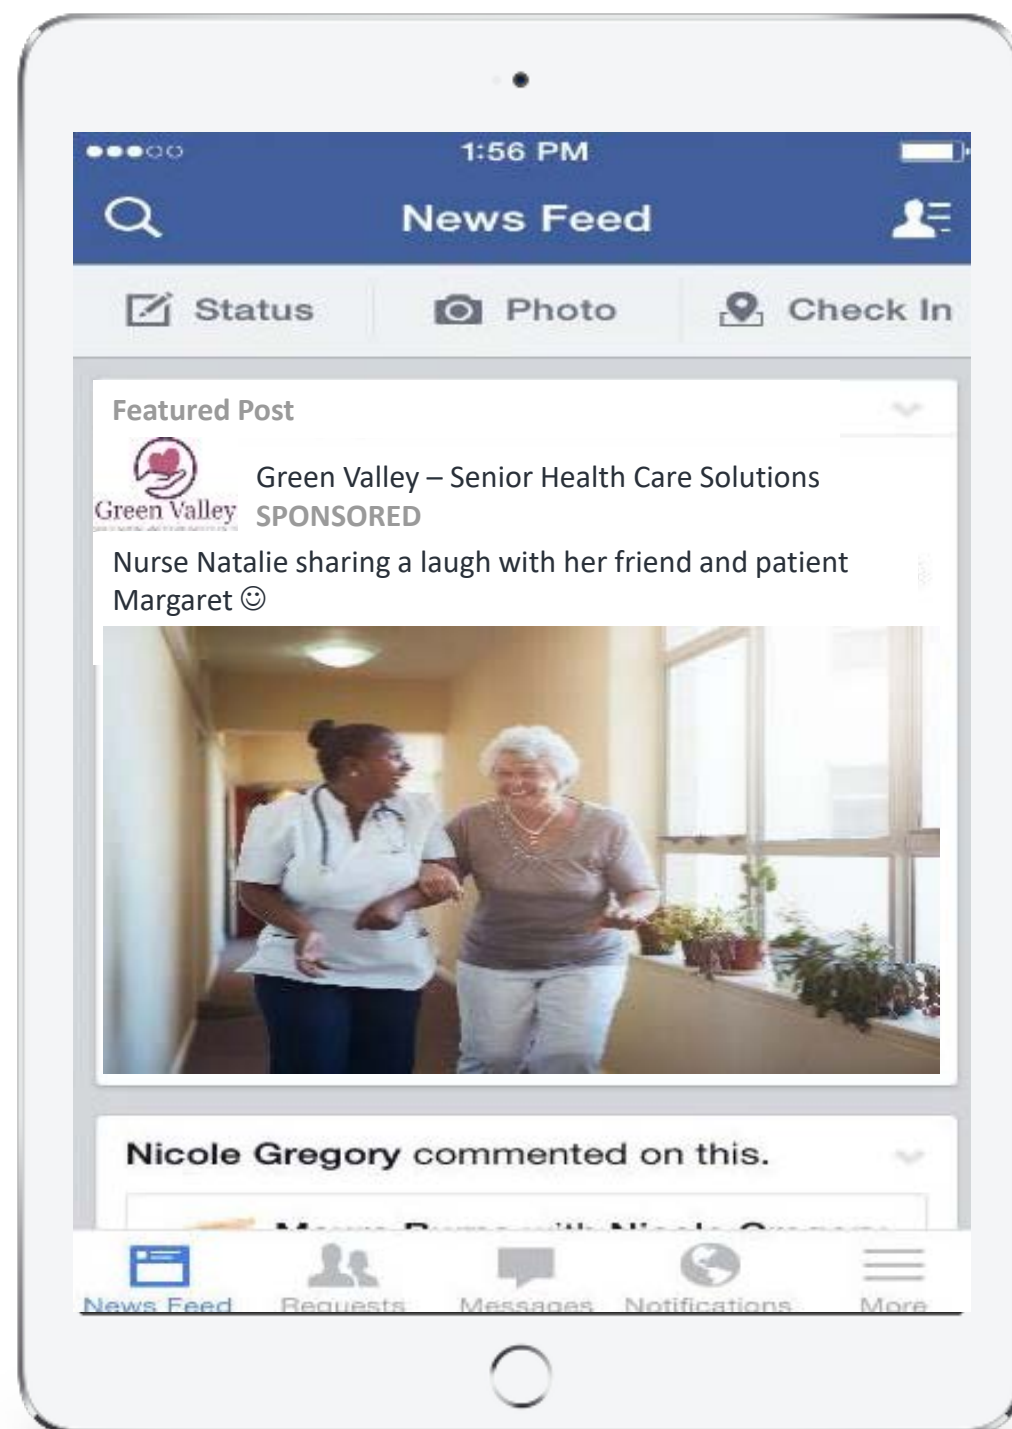 1:56 PM
News Feed
Status Photo Check In
Featured Post
Green Valley
Green Valley – Senior Health Care Solutions
SPONSORED
Nurse Natalie sharing a laugh with her friend and patient
Margaret ☺
Nicole Gregory commented on this.
News Feed Requests Messages Notifications More